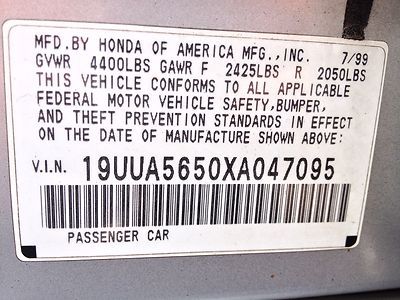 MFD.BY HONDA OF AMERICA MFG.,INC. 7/99
GVWR 4400LBS GAWR F 2425LBS R 2050LBS
THIS VEHICLE CONFORMS TO ALL APPLICABLE
FEDERAL MOTOR VEHICLE SAFETY,BUMPER,
AND THEFT PREVENTION STANDARDS IN EFFECT
ON THE DATE OF MANUFACTURE SHOWN ABOVE:
V.I.N. 19UUA5650XA047095
PASSENGER CAR